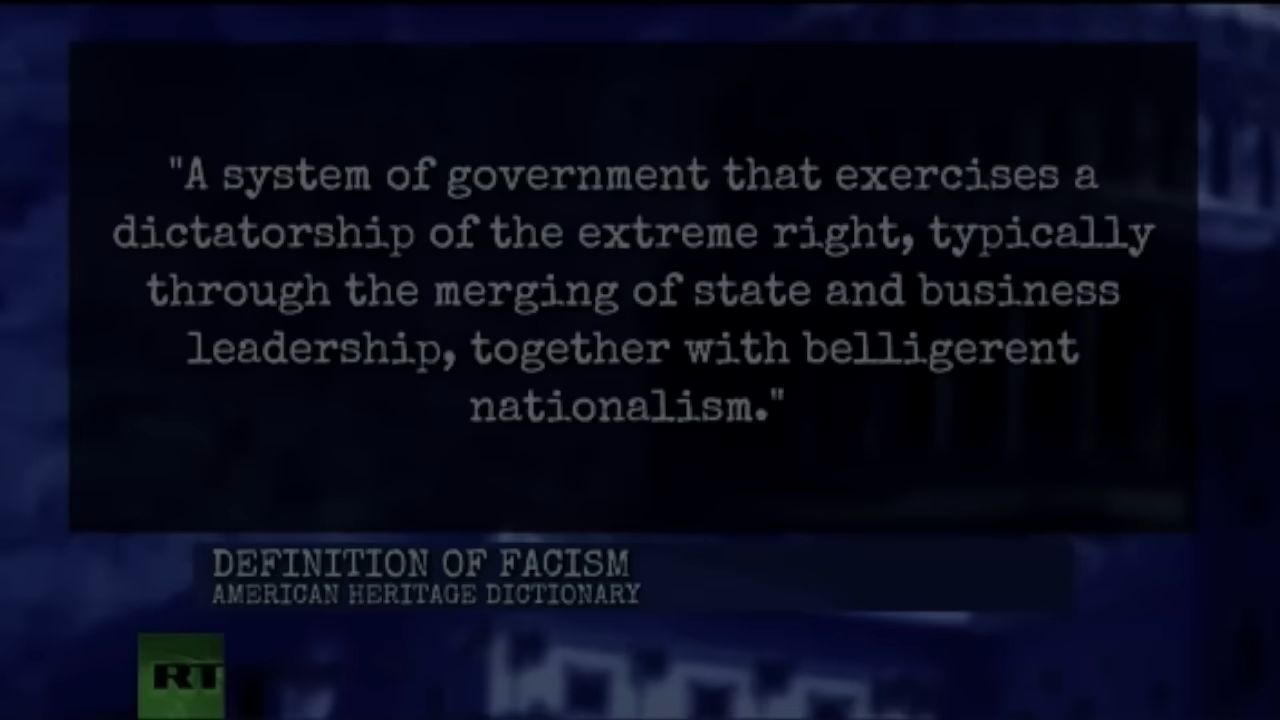 "A system of government that exercises a
dictatorship of the extreme right, typically
through the merging of state and business
leadership, together with belligerent
nationalism."
DEFINITION OF FACISM
AMERICAN HERITAGE DICTIONARY
RT